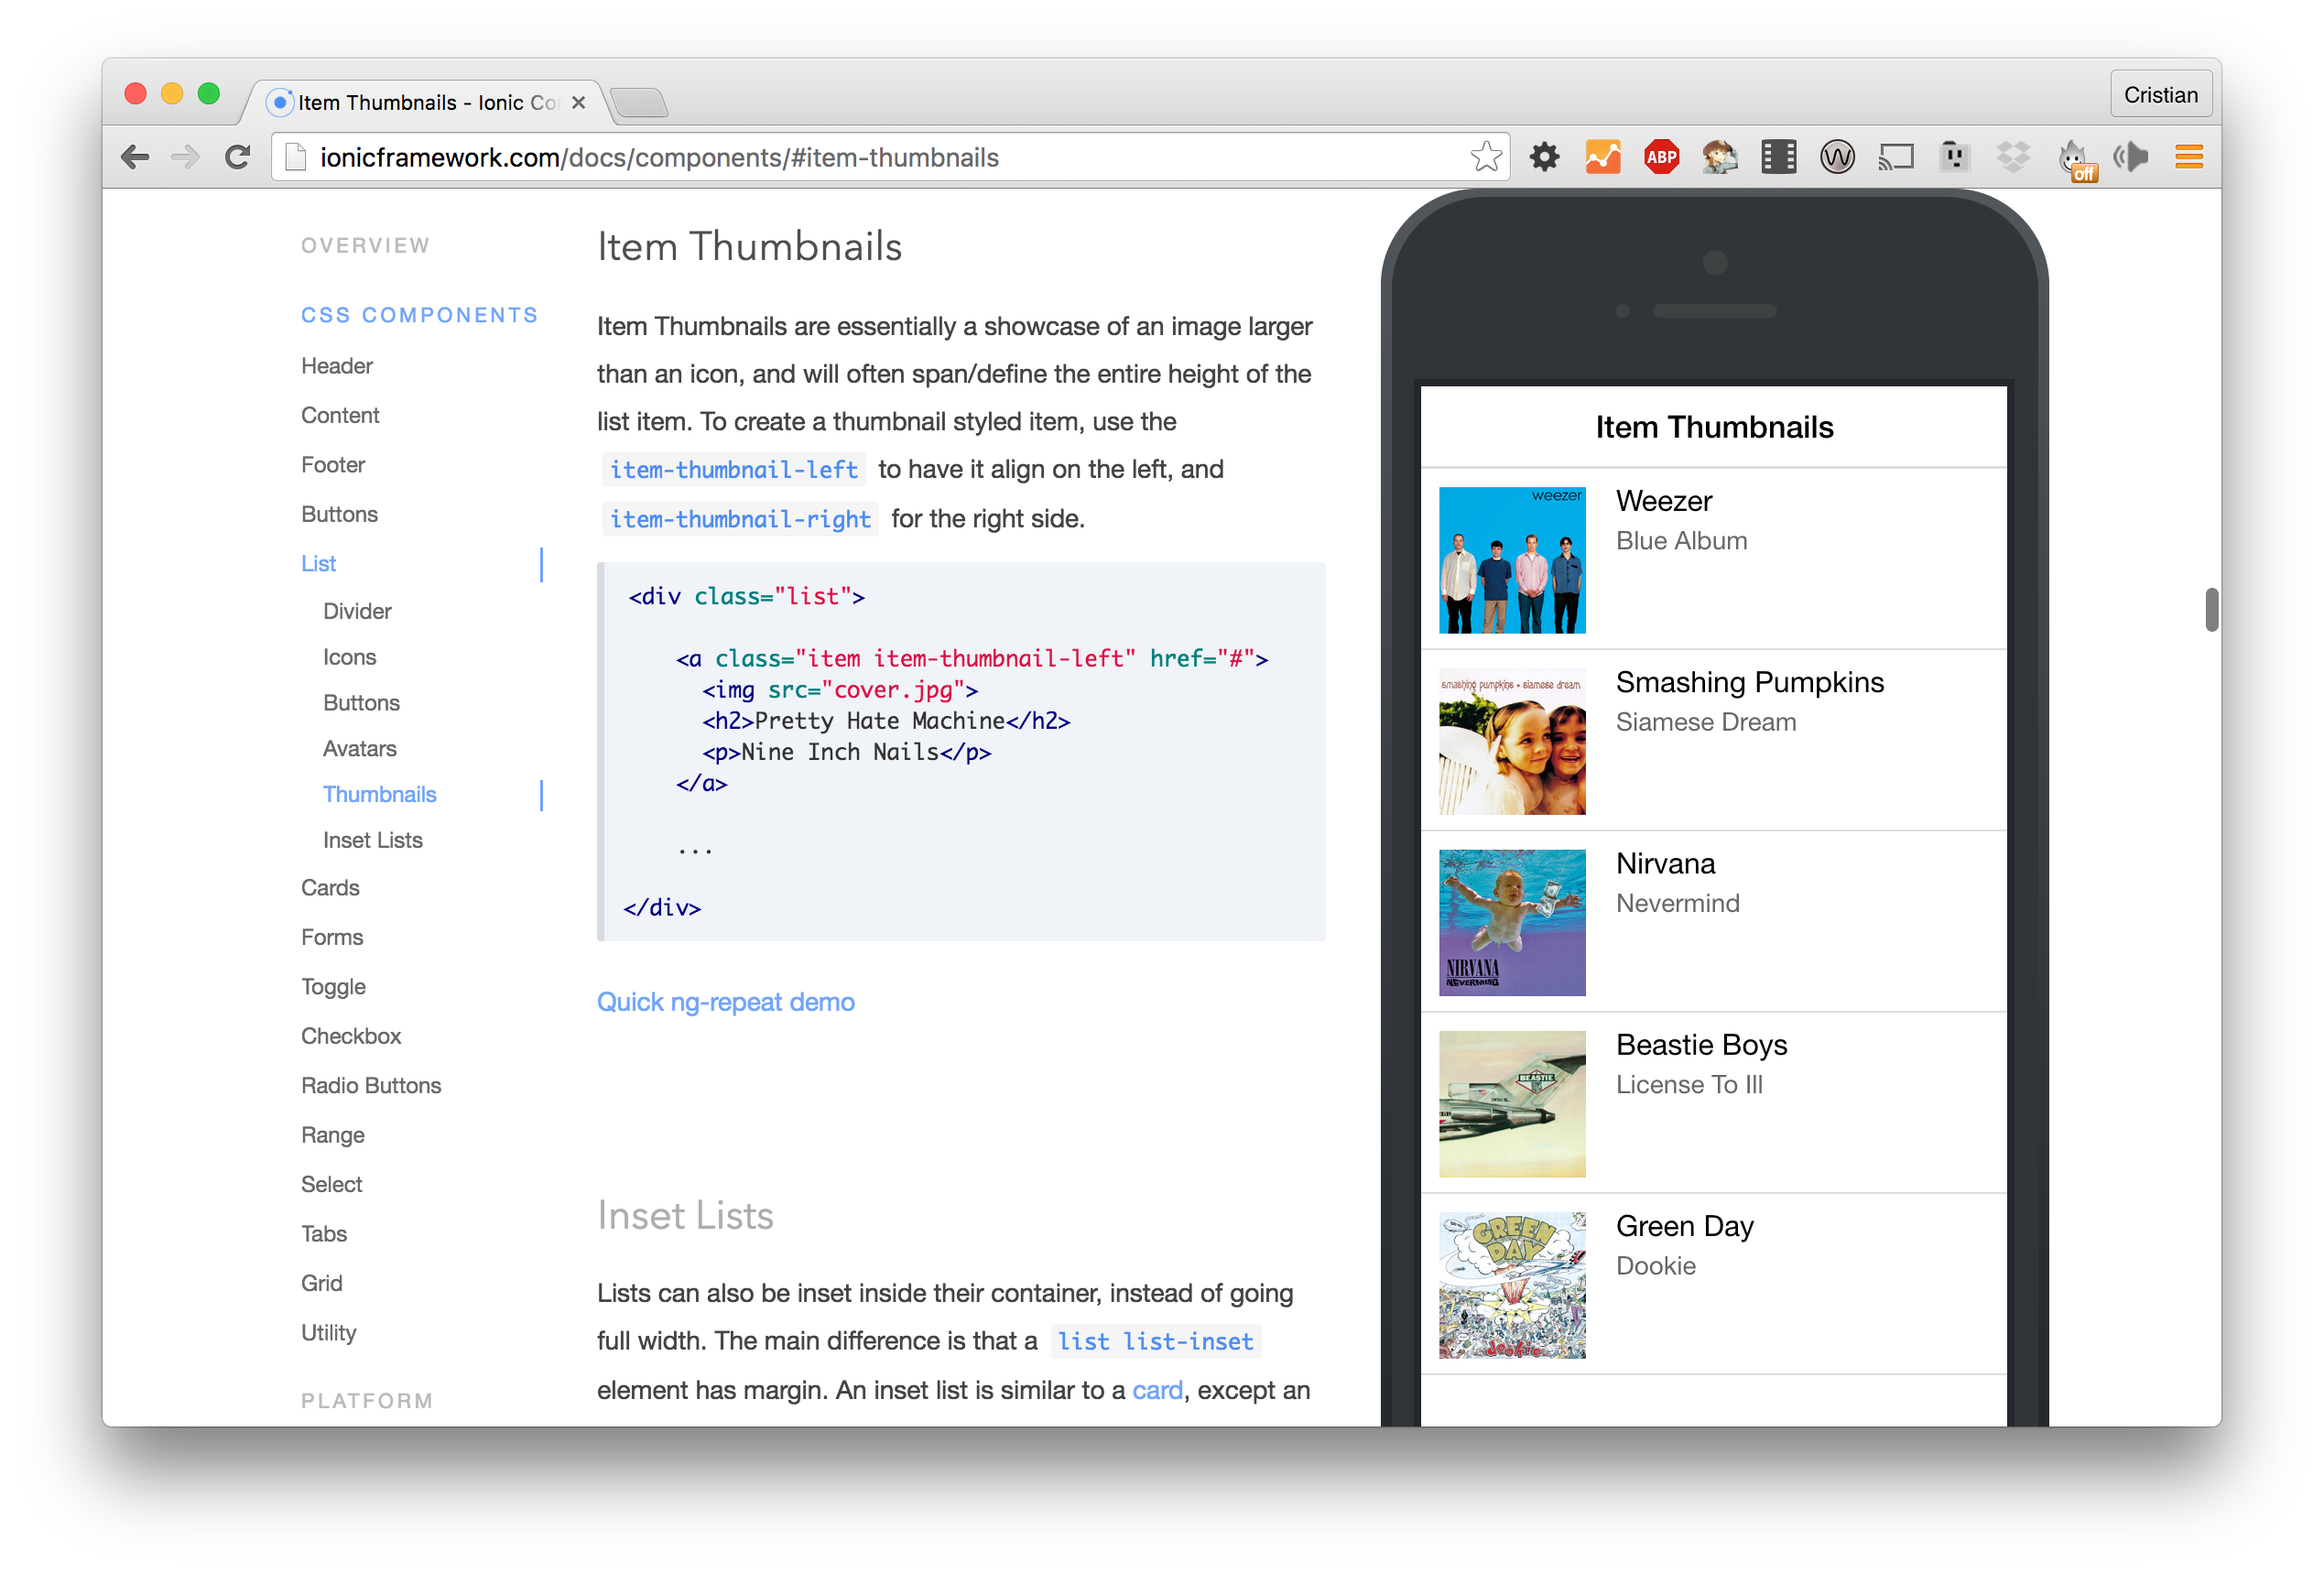 Item Thumbnails - Ionic Co
Cristian
ionicframework.com/docs/components/#item-thumbnails
ABP
off
OVERVIEW
CSS COMPONENTS
Header
Content
Footer
Buttons
List
Divider
Icons
Buttons
Avatars
Thumbnails
Inset Lists
Cards
Forms
Toggle
Checkbox
Radio Buttons
Range
Select
Tabs
Grid
Utility
PLATFORM
Item Thumbnails
Item Thumbnails are essentially a showcase of an image larger
than an icon, and will often span/define the entire height of the
list item. To create a thumbnail styled item, use the
item-thumbnail-left to have it align on the left, and
item-thumbnail-right for the right side.
<div class="list">
<a class="item item-thumbnail-left" href="#">
<img src="cover.jpg">
<h2>Pretty Hate Machine</h2>
<p>Nine Inch Nails</p>
</a>
...
</div>
Quick ng-repeat demo
Inset Lists
Lists can also be inset inside their container, instead of going
full width. The main difference is that a list list-inset
element has margin. An inset list is similar to a card, except an
Item Thumbnails
weezer
Weezer
Blue Album
smashing pumpkins • siamese dream
Smashing Pumpkins
Siamese Dream
NIRVANA
NEVERMIND
Nirvana
Nevermind
BEASTIE
Beastie Boys
License To Ill
GREEN
DAY
dookie
Green Day
Dookie